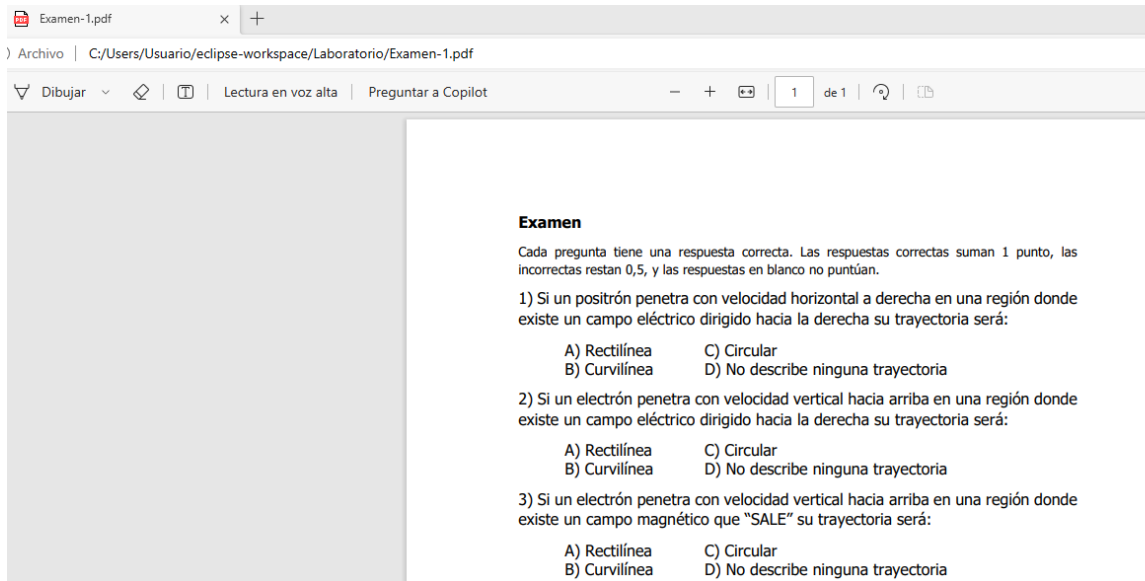 Examen-1.pdf
Archivo | C:/Users/Usuario/eclipse-workspace/Laboratorio/Examen-1.pdf
Dibujar | Lectura en voz alta | Preguntar a Copilot 1 de 1
Examen
Cada pregunta tiene una respuesta correcta. Las respuestas correctas suman 1 punto, las
incorrectas restan 0,5, y las respuestas en blanco no puntúan.
1) Si un positrón penetra con velocidad horizontal a derecha en una región donde
existe un campo eléctrico dirigido hacia la derecha su trayectoria será:
A) Rectilínea C) Circular
B) Curvilínea D) No describe ninguna trayectoria
2) Si un electrón penetra con velocidad vertical hacia arriba en una región donde
existe un campo eléctrico dirigido hacia la derecha su trayectoria será:
A) Rectilínea C) Circular
B) Curvilínea D) No describe ninguna trayectoria
3) Si un electrón penetra con velocidad vertical hacia arriba en una región donde
existe un campo magnético que “SALE” su trayectoria será:
A) Rectilínea C) Circular
B) Curvilínea D) No describe ninguna trayectoria